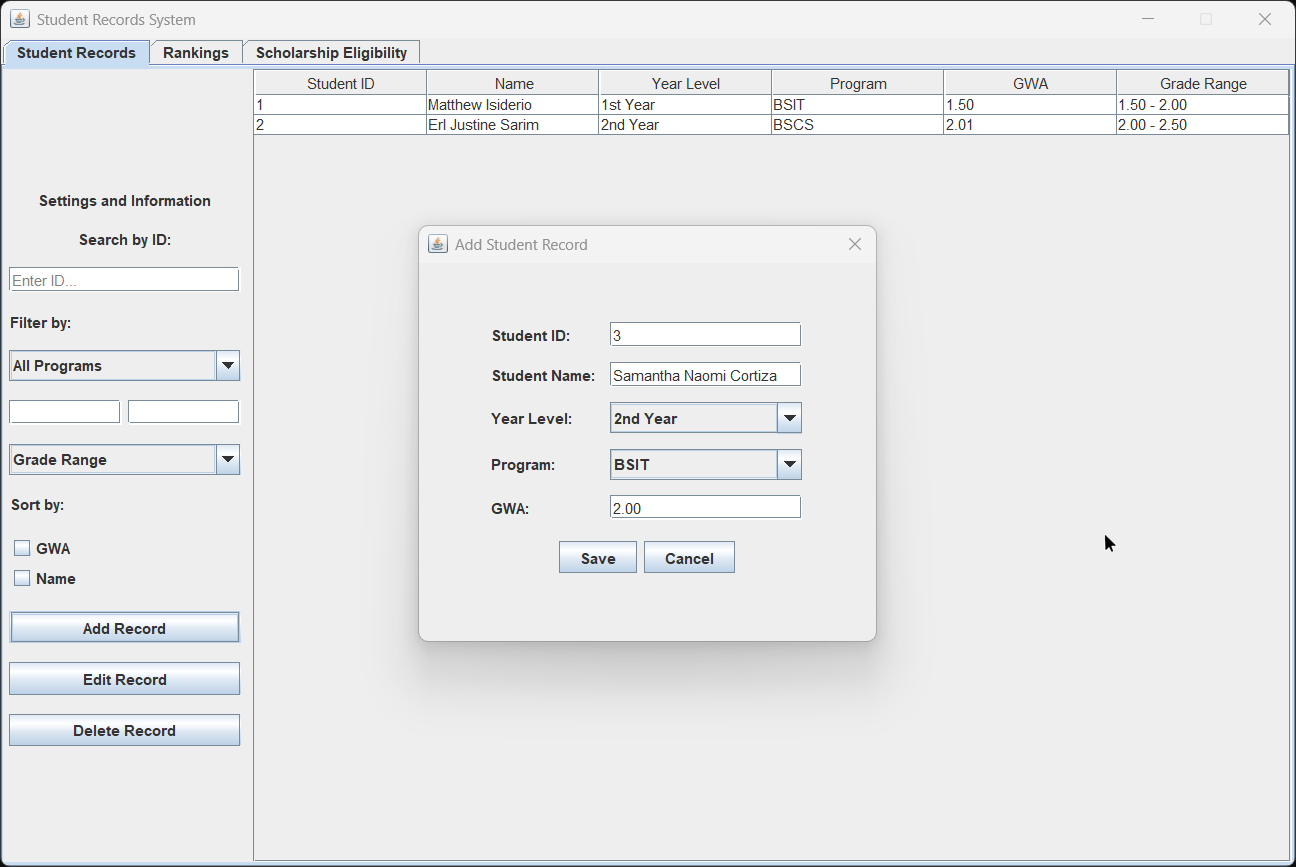 Student Records System
Student Records Rankings Scholarship Eligibility
Student ID Name Year Level Program GWA Grade Range
1 Matthew Isiderio 1st Year BSIT 1.50 1.50 - 2.00
2 Erl Justine Sarim 2nd Year BSCS 2.01 2.00 - 2.50
Settings and Information
Search by ID:
Enter ID...
Filter by:
All Programs
Grade Range
Sort by:
GWA
Name
Add Record
Edit Record
Delete Record
Add Student Record
Student ID: 3
Student Name: Samantha Naomi Cortiza
Year Level: 2nd Year
Program: BSIT
GWA: 2.00
Save Cancel